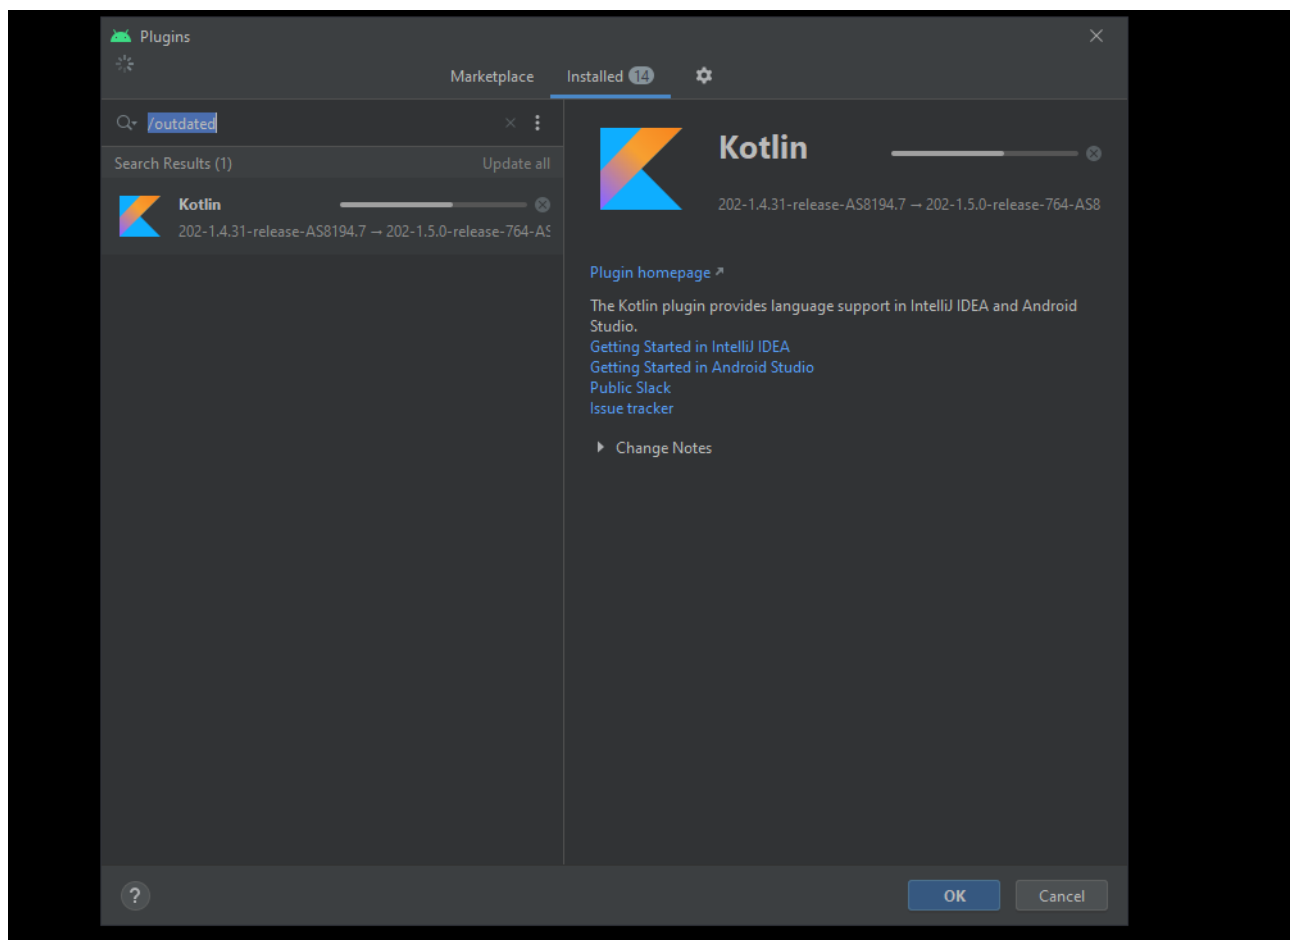 Plugins
Marketplace Installed 14
/outdated
Search Results (1) Update all
Kotlin
202-1.4.31-release-AS8194.7 → 202-1.5.0-release-764-AS
Kotlin
202-1.4.31-release-AS8194.7 → 202-1.5.0-release-764-AS8
Plugin homepage ↗
The Kotlin plugin provides language support in IntelliJ IDEA and Android
Studio.
Getting Started in IntelliJ IDEA
Getting Started in Android Studio
Public Slack
Issue tracker
Change Notes
? OK Cancel